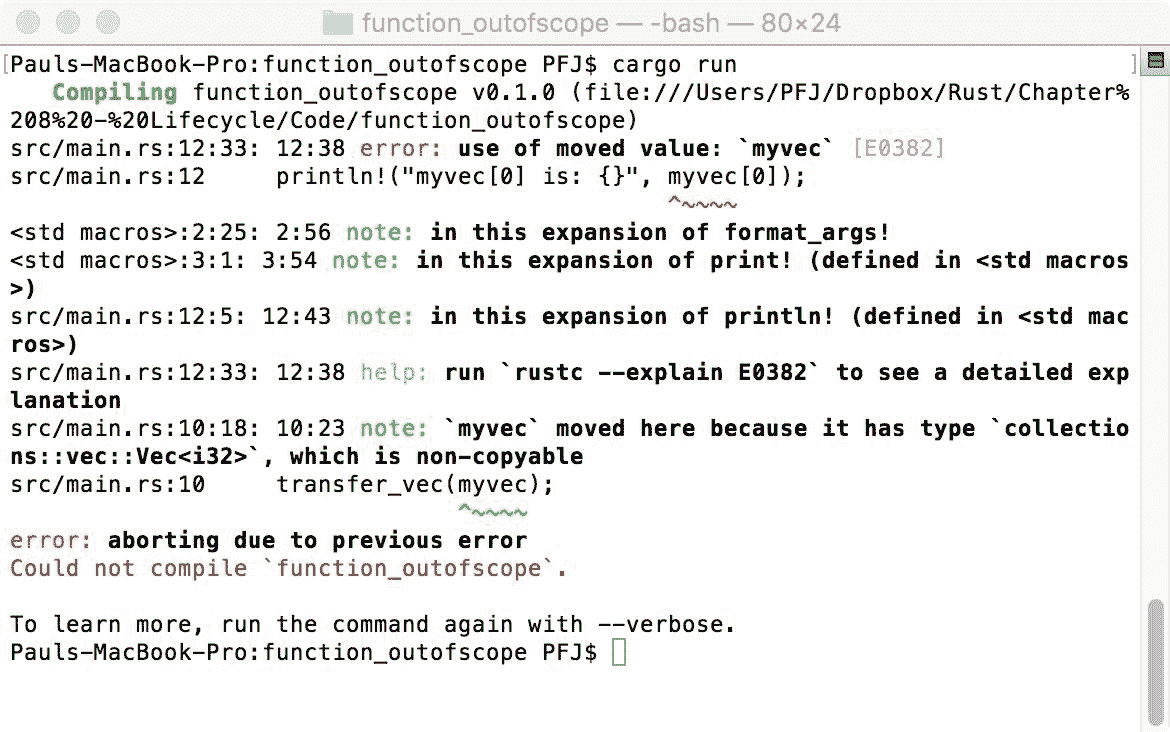 function_outofscope — -bash — 80×24
[Pauls-MacBook-Pro:function_outofscope PFJ$ cargo run ]
   Compiling function_outofscope v0.1.0 (file:///Users/PFJ/Dropbox/Rust/Chapter%
208%20-%20Lifecycle/Code/function_outofscope)
src/main.rs:12:33: 12:38 error: use of moved value: `myvec` [E0382]
src/main.rs:12     println!("myvec[0] is: {}", myvec[0]);
                                               ^~~~~
<std macros>:2:25: 2:56 note: in this expansion of format_args!
<std macros>:3:1: 3:54 note: in this expansion of print! (defined in <std macros
>)
src/main.rs:12:5: 12:43 note: in this expansion of println! (defined in <std mac
ros>)
src/main.rs:12:33: 12:38 help: run `rustc --explain E0382` to see a detailed exp
lanation
src/main.rs:10:18: 10:23 note: `myvec` moved here because it has type `collectio
ns::vec::Vec<i32>`, which is non-copyable
src/main.rs:10     transfer_vec(myvec);
                                ^~~~~
error: aborting due to previous error
Could not compile `function_outofscope`.

To learn more, run the command again with --verbose.
Pauls-MacBook-Pro:function_outofscope PFJ$